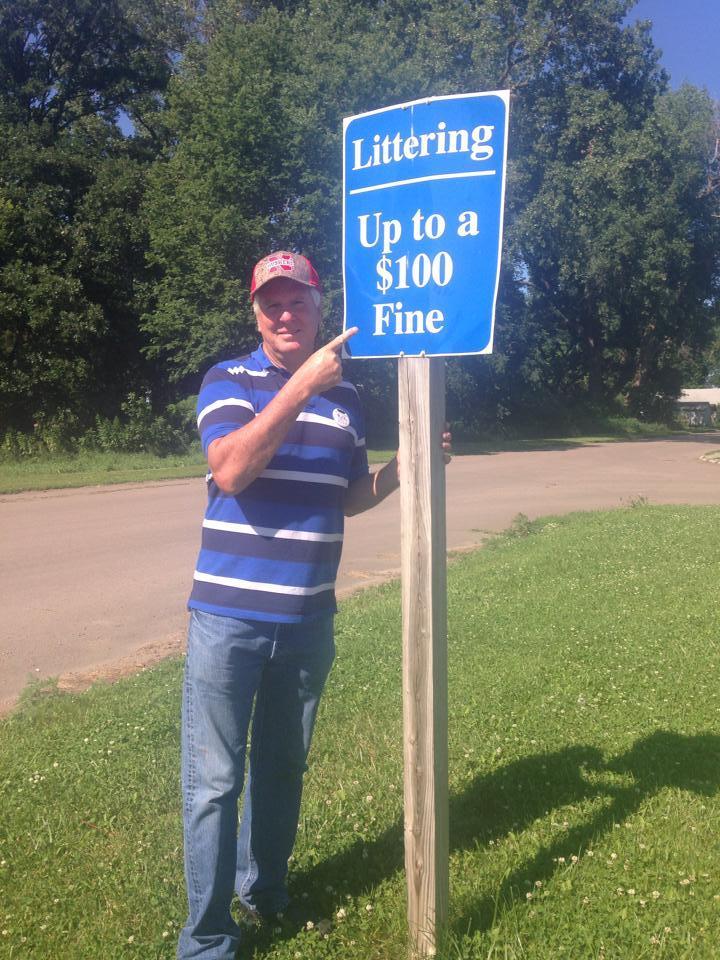 Littering
Up to a
$100
Fine